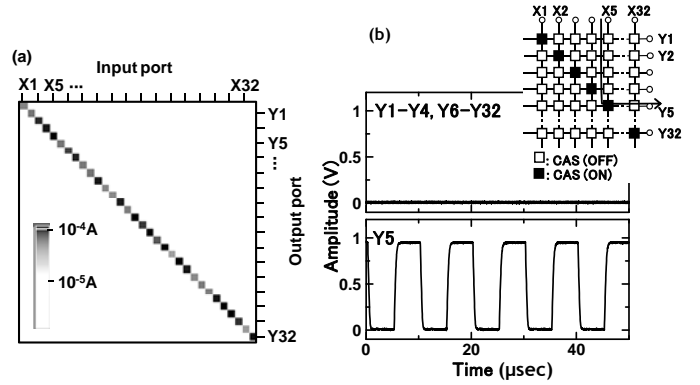 (a)
Input port
X1 X5 ... X32
Y1
Y5
...
Output port
Y32
10⁻⁴A
10⁻⁵A
(b)
X1 X2 X5 X32
Y1
Y2
Y5
Y32
□: CAS (OFF)
■: CAS (ON)
Y1−Y4, Y6−Y32
1
0.5
0
Amplitude (V)
Y5
1
0.5
0
0 20 40
Time (μsec)